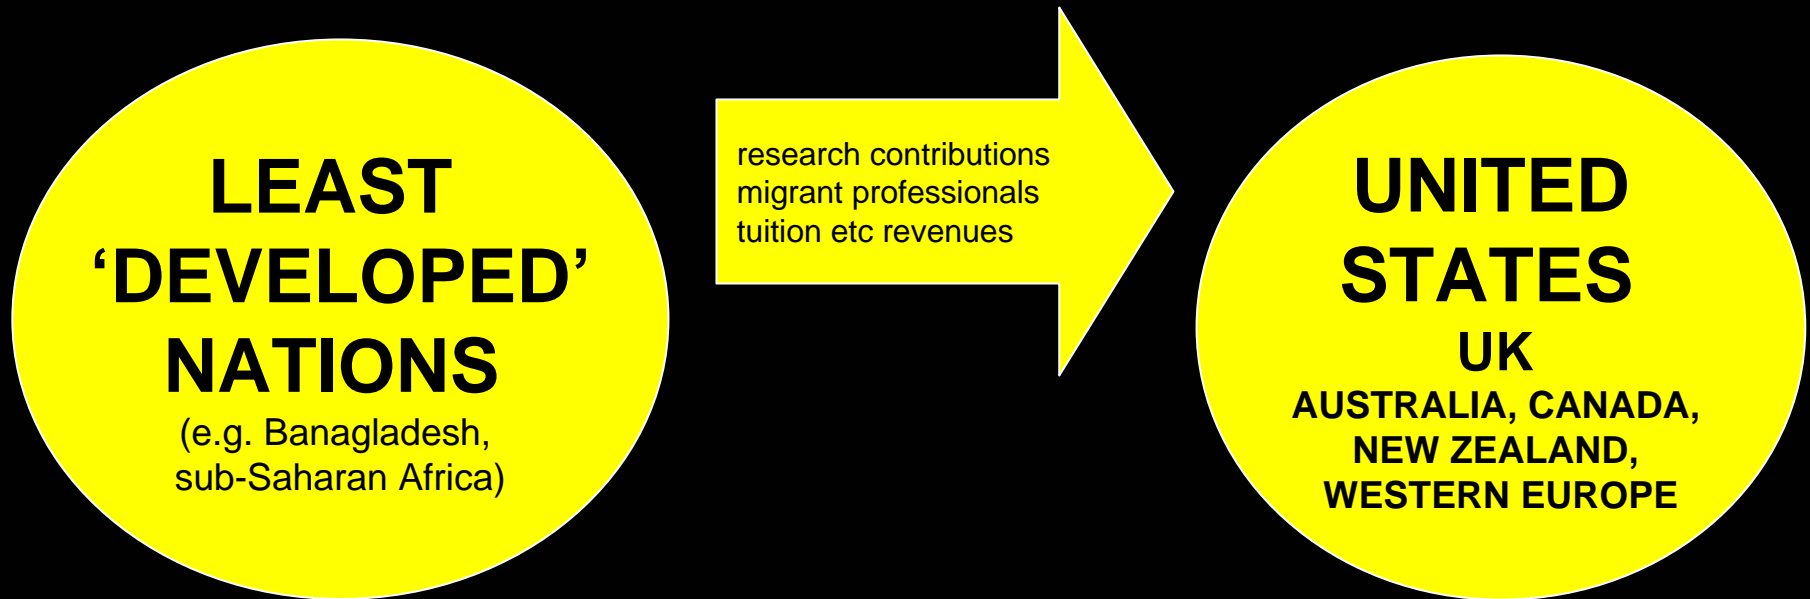 LEAST
‘DEVELOPED’
NATIONS
(e.g. Banagladesh,
sub-Saharan Africa)
research contributions
migrant professionals
tuition etc revenues
UNITED
STATES
UK
AUSTRALIA, CANADA,
NEW ZEALAND,
WESTERN EUROPE